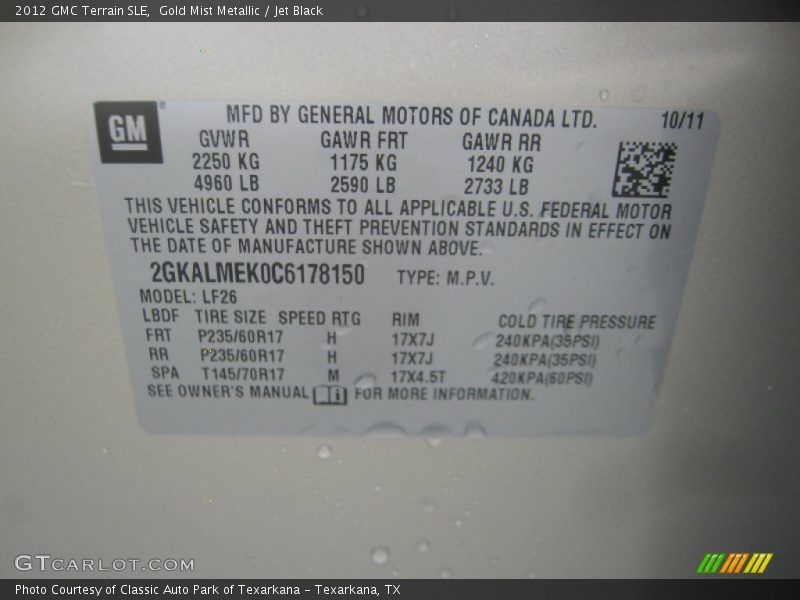 2012 GMC Terrain SLE, Gold Mist Metallic / Jet Black
GM
MFD BY GENERAL MOTORS OF CANADA LTD. 10/11
GVWR GAWR FRT GAWR RR
2250 KG 1175 KG 1240 KG
4960 LB 2590 LB 2733 LB
THIS VEHICLE CONFORMS TO ALL APPLICABLE U.S. FEDERAL MOTOR
VEHICLE SAFETY AND THEFT PREVENTION STANDARDS IN EFFECT ON
THE DATE OF MANUFACTURE SHOWN ABOVE.
2GKALMEK0C6178150 TYPE: M.P.V.
MODEL: LF26
LBDF TIRE SIZE SPEED RTG RIM COLD TIRE PRESSURE
FRT P235/60R17 H 17X7J 240KPA(35PSI)
RR P235/60R17 H 17X7J 240KPA(35PSI)
SPA T145/70R17 M 17X4.5T 420KPA(60PSI)
SEE OWNER'S MANUAL FOR MORE INFORMATION.
GTCARLOT.COM
Photo Courtesy of Classic Auto Park of Texarkana - Texarkana, TX